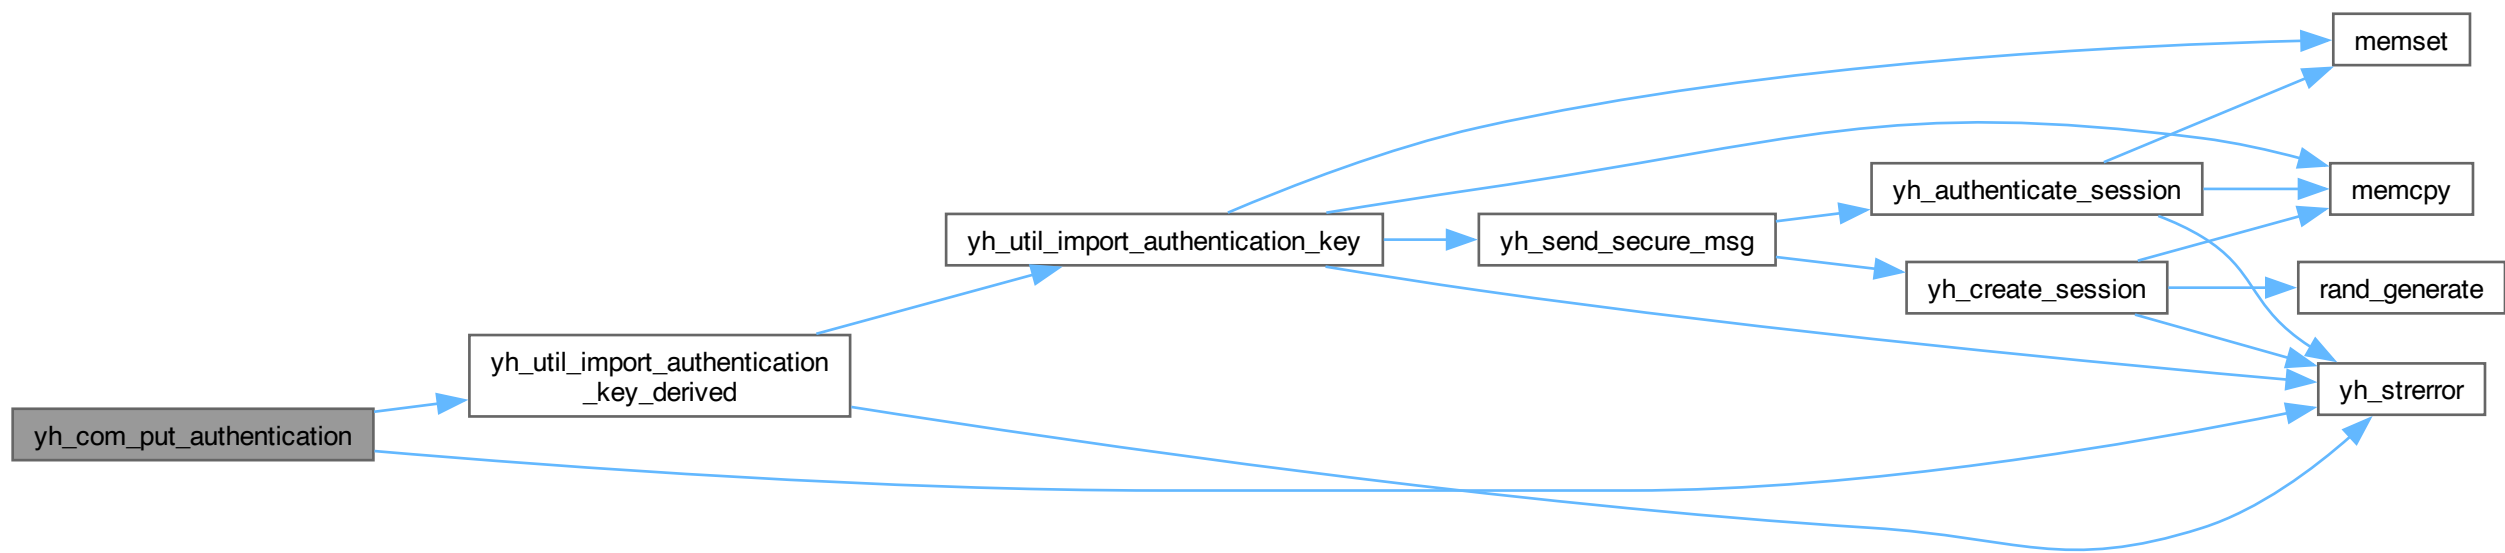 memset
yh_authenticate_session
memcpy
yh_util_import_authentication_key
yh_send_secure_msg
yh_create_session
rand_generate
yh_util_import_authentication
_key_derived
yh_strerror
yh_com_put_authentication